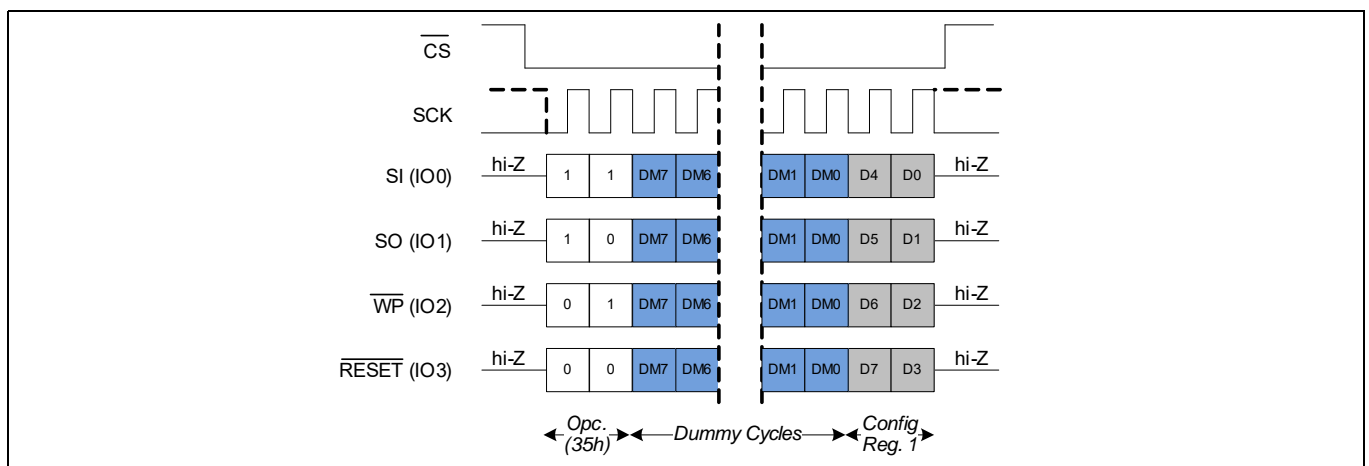 CS
SCK
SI (IO0) hi-Z 1 1 DM7 DM6 DM1 DM0 D4 D0 hi-Z
SO (IO1) hi-Z 1 0 DM7 DM6 DM1 DM0 D5 D1 hi-Z
WP (IO2) hi-Z 0 1 DM7 DM6 DM1 DM0 D6 D2 hi-Z
RESET (IO3) hi-Z 0 0 DM7 DM6 DM1 DM0 D7 D3 hi-Z
Opc. (35h) Dummy Cycles Config Reg. 1